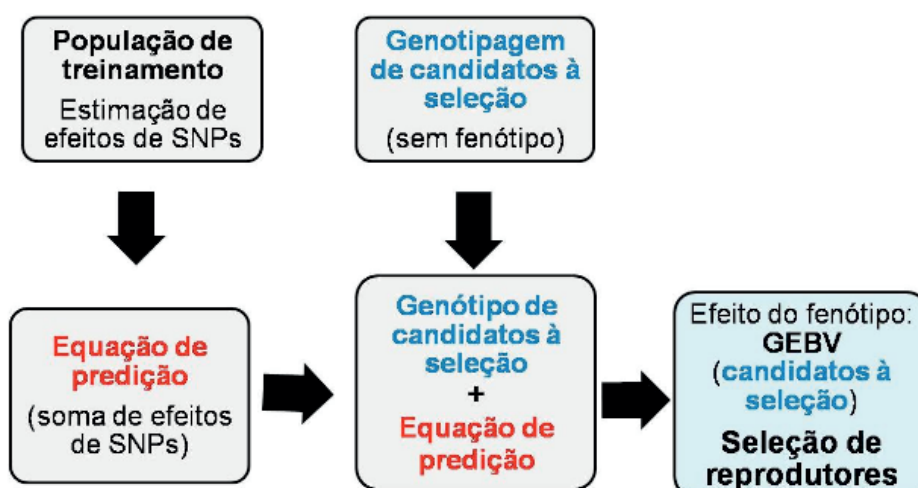 População de
treinamento
Estimação de
efeitos de SNPs
Genotipagem
de candidatos à
seleção
(sem fenótipo)
Equação de
predição
(soma de efeitos
de SNPs)
Genótipo de
candidatos à
seleção
+
Equação de
predição
Efeito do fenótipo:
GEBV
(candidatos à
seleção)
Seleção de
reprodutores